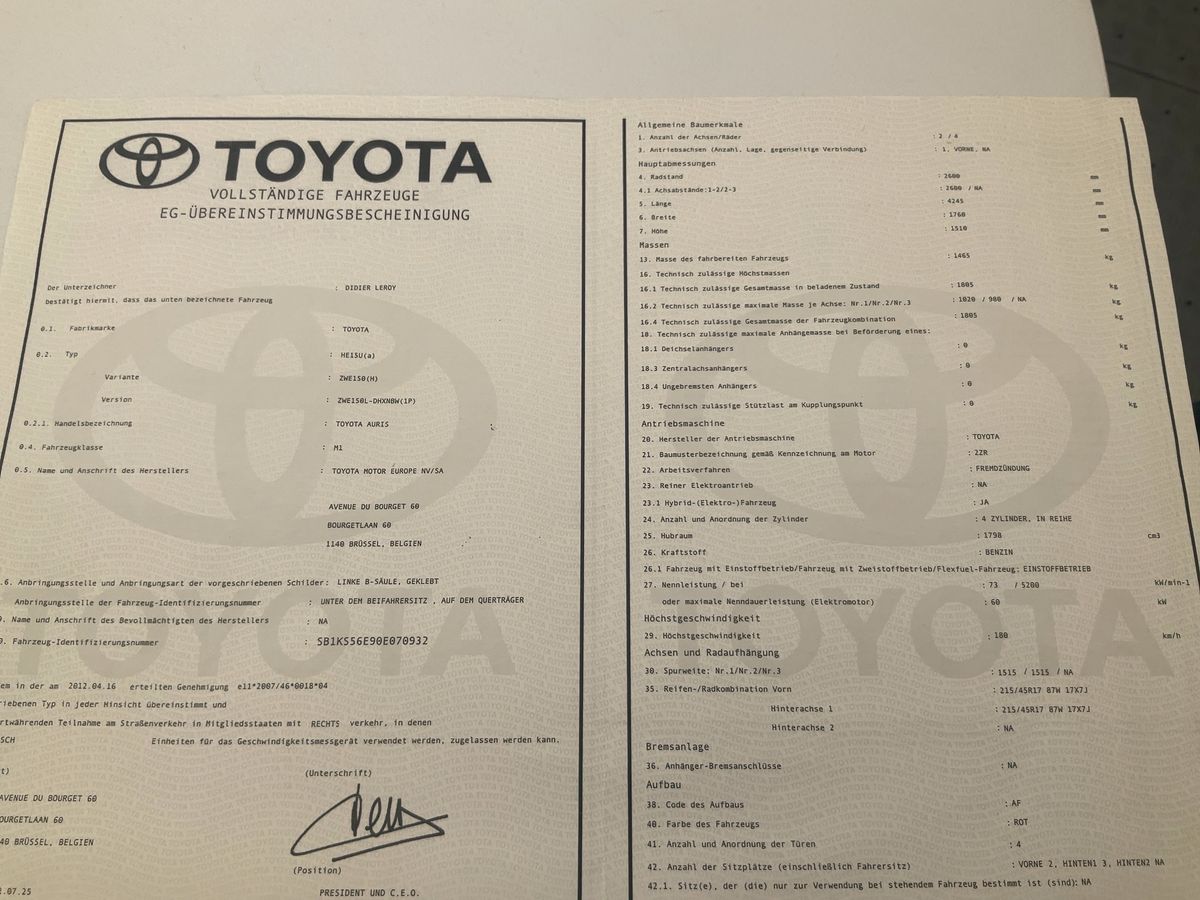 TOYOTA
VOLLSTÄNDIGE FAHRZEUGE
EG-ÜBEREINSTIMMUNGSBESCHEINIGUNG
Der Unterzeichner : DIDIER LEROY
bestätigt hiermit, dass das unten bezeichnete Fahrzeug
0.1. Fabrikmarke : TOYOTA
0.2. Typ : HE15U(a)
Variante : ZWE150(H)
Version : ZWE150L-DHXNBW(1P)
0.2.1. Handelsbezeichnung : TOYOTA AURIS
0.4. Fahrzeugklasse : M1
0.5. Name und Anschrift des Herstellers : TOYOTA MOTOR EUROPE NV/SA
AVENUE DU BOURGET 60
BOURGETLAAN 60
1140 BRÜSSEL, BELGIEN
.6. Anbringungsstelle und Anbringungsart der vorgeschriebenen Schilder: LINKE B-SÄULE, GEKLEBT
Anbringungsstelle der Fahrzeug-Identifizierungsnummer : UNTER DEM BEIFAHRERSITZ , AUF DEM QUERTRÄGER
. Name und Anschrift des Bevollmächtigten des Herstellers : NA
. Fahrzeug-Identifizierungsnummer : SB1KS56E90E070932
em in der am 2012.04.16 erteilten Genehmigung e11*2007/46*0018*04
riebenen Typ in jeder Hinsicht übereinstimmt und
rtwährenden Teilnahme am Straßenverkehr in Mitgliedsstaaten mit RECHTS verkehr, in denen
SCH Einheiten für das Geschwindigkeitsmessgerät verwendet werden, zugelassen werden kann.
t) (Unterschrift)
AVENUE DU BOURGET 60
OURGETLAAN 60
40 BRÜSSEL, BELGIEN
(Position)
.07.25 PRESIDENT UND C.E.O.
Allgemeine Baumerkmale
1. Anzahl der Achsen/Räder : 2 / 4
3. Antriebsachsen (Anzahl, Lage, gegenseitige Verbindung) : 1, VORNE, NA
Hauptabmessungen
4. Radstand : 2600 mm
4.1 Achsabstände:1-2/2-3 : 2600 / NA mm
5. Länge : 4245 mm
6. Breite : 1760 mm
7. Höhe : 1510 mm
Massen
13. Masse des fahrbereiten Fahrzeugs : 1465 kg
16. Technisch zulässige Höchstmassen
16.1 Technisch zulässige Gesamtmasse in beladenem Zustand : 1805 kg
16.2 Technisch zulässige maximale Masse je Achse: Nr.1/Nr.2/Nr.3 : 1020 / 980 / NA kg
16.4 Technisch zulässige Gesamtmasse der Fahrzeugkombination : 1805 kg
18. Technisch zulässige maximale Anhängemasse bei Beförderung eines:
18.1 Deichselanhängers : 0 kg
18.3 Zentralachsanhängers : 0 kg
18.4 Ungebremsten Anhängers : 0 kg
19. Technisch zulässige Stützlast am Kupplungspunkt : 0 kg
Antriebsmaschine
20. Hersteller der Antriebsmaschine : TOYOTA
21. Baumusterbezeichnung gemäß Kennzeichnung am Motor : 2ZR
22. Arbeitsverfahren : FREMDZÜNDUNG
23. Reiner Elektroantrieb : NA
23.1 Hybrid-(Elektro-)Fahrzeug : JA
24. Anzahl und Anordnung der Zylinder : 4 ZYLINDER, IN REIHE
25. Hubraum : 1798 cm3
26. Kraftstoff : BENZIN
26.1 Fahrzeug mit Einstoffbetrieb/Fahrzeug mit Zweistoffbetrieb/Flexfuel-Fahrzeug: EINSTOFFBETRIEB
27. Nennleistung / bei : 73 / 5200 kW/min-1
oder maximale Nenndauerleistung (Elektromotor) : 60 kW
Höchstgeschwindigkeit
29. Höchstgeschwindigkeit : 180 km/h
Achsen und Radaufhängung
30. Spurweite: Nr.1/Nr.2/Nr.3 : 1515 / 1515 / NA
35. Reifen-/Radkombination Vorn : 215/45R17 87W 17X7J
Hinterachse 1 : 215/45R17 87W 17X7J
Hinterachse 2 : NA
Bremsanlage
36. Anhänger-Bremsanschlüsse : NA
Aufbau
38. Code des Aufbaus : AF
40. Farbe des Fahrzeugs : ROT
41. Anzahl und Anordnung der Türen : 4
42. Anzahl der Sitzplätze (einschließlich Fahrersitz) : VORNE 2, HINTEN1 3, HINTEN2 NA
42.1. Sitz(e), der (die) nur zur Verwendung bei stehendem Fahrzeug bestimmt ist (sind): NA